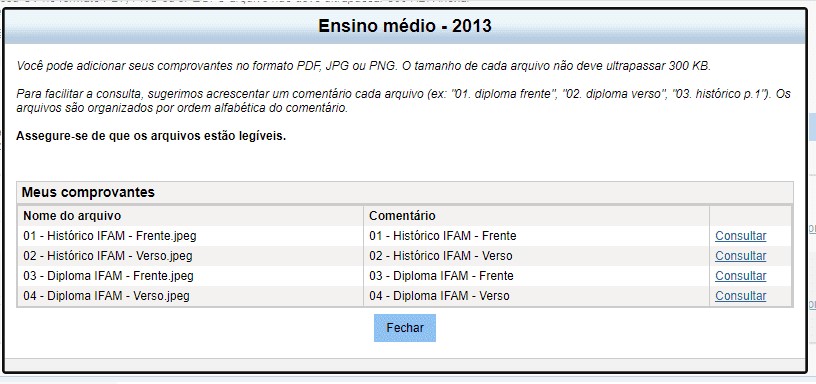 Ensino médio - 2013
Você pode adicionar seus comprovantes no formato PDF, JPG ou PNG. O tamanho de cada arquivo não deve ultrapassar 300 KB.
Para facilitar a consulta, sugerimos acrescentar um comentário cada arquivo (ex: "01. diploma frente", "02. diploma verso", "03. histórico p.1"). Os
arquivos são organizados por ordem alfabética do comentário.
Assegure-se de que os arquivos estão legíveis.
Meus comprovantes
Nome do arquivo Comentário
01 - Histórico IFAM - Frente.jpeg 01 - Histórico IFAM - Frente Consultar
02 - Histórico IFAM - Verso.jpeg 02 - Histórico IFAM - Verso Consultar
03 - Diploma IFAM - Frente.jpeg 03 - Diploma IFAM - Frente Consultar
04 - Diploma IFAM - Verso.jpeg 04 - Diploma IFAM - Verso Consultar
Fechar